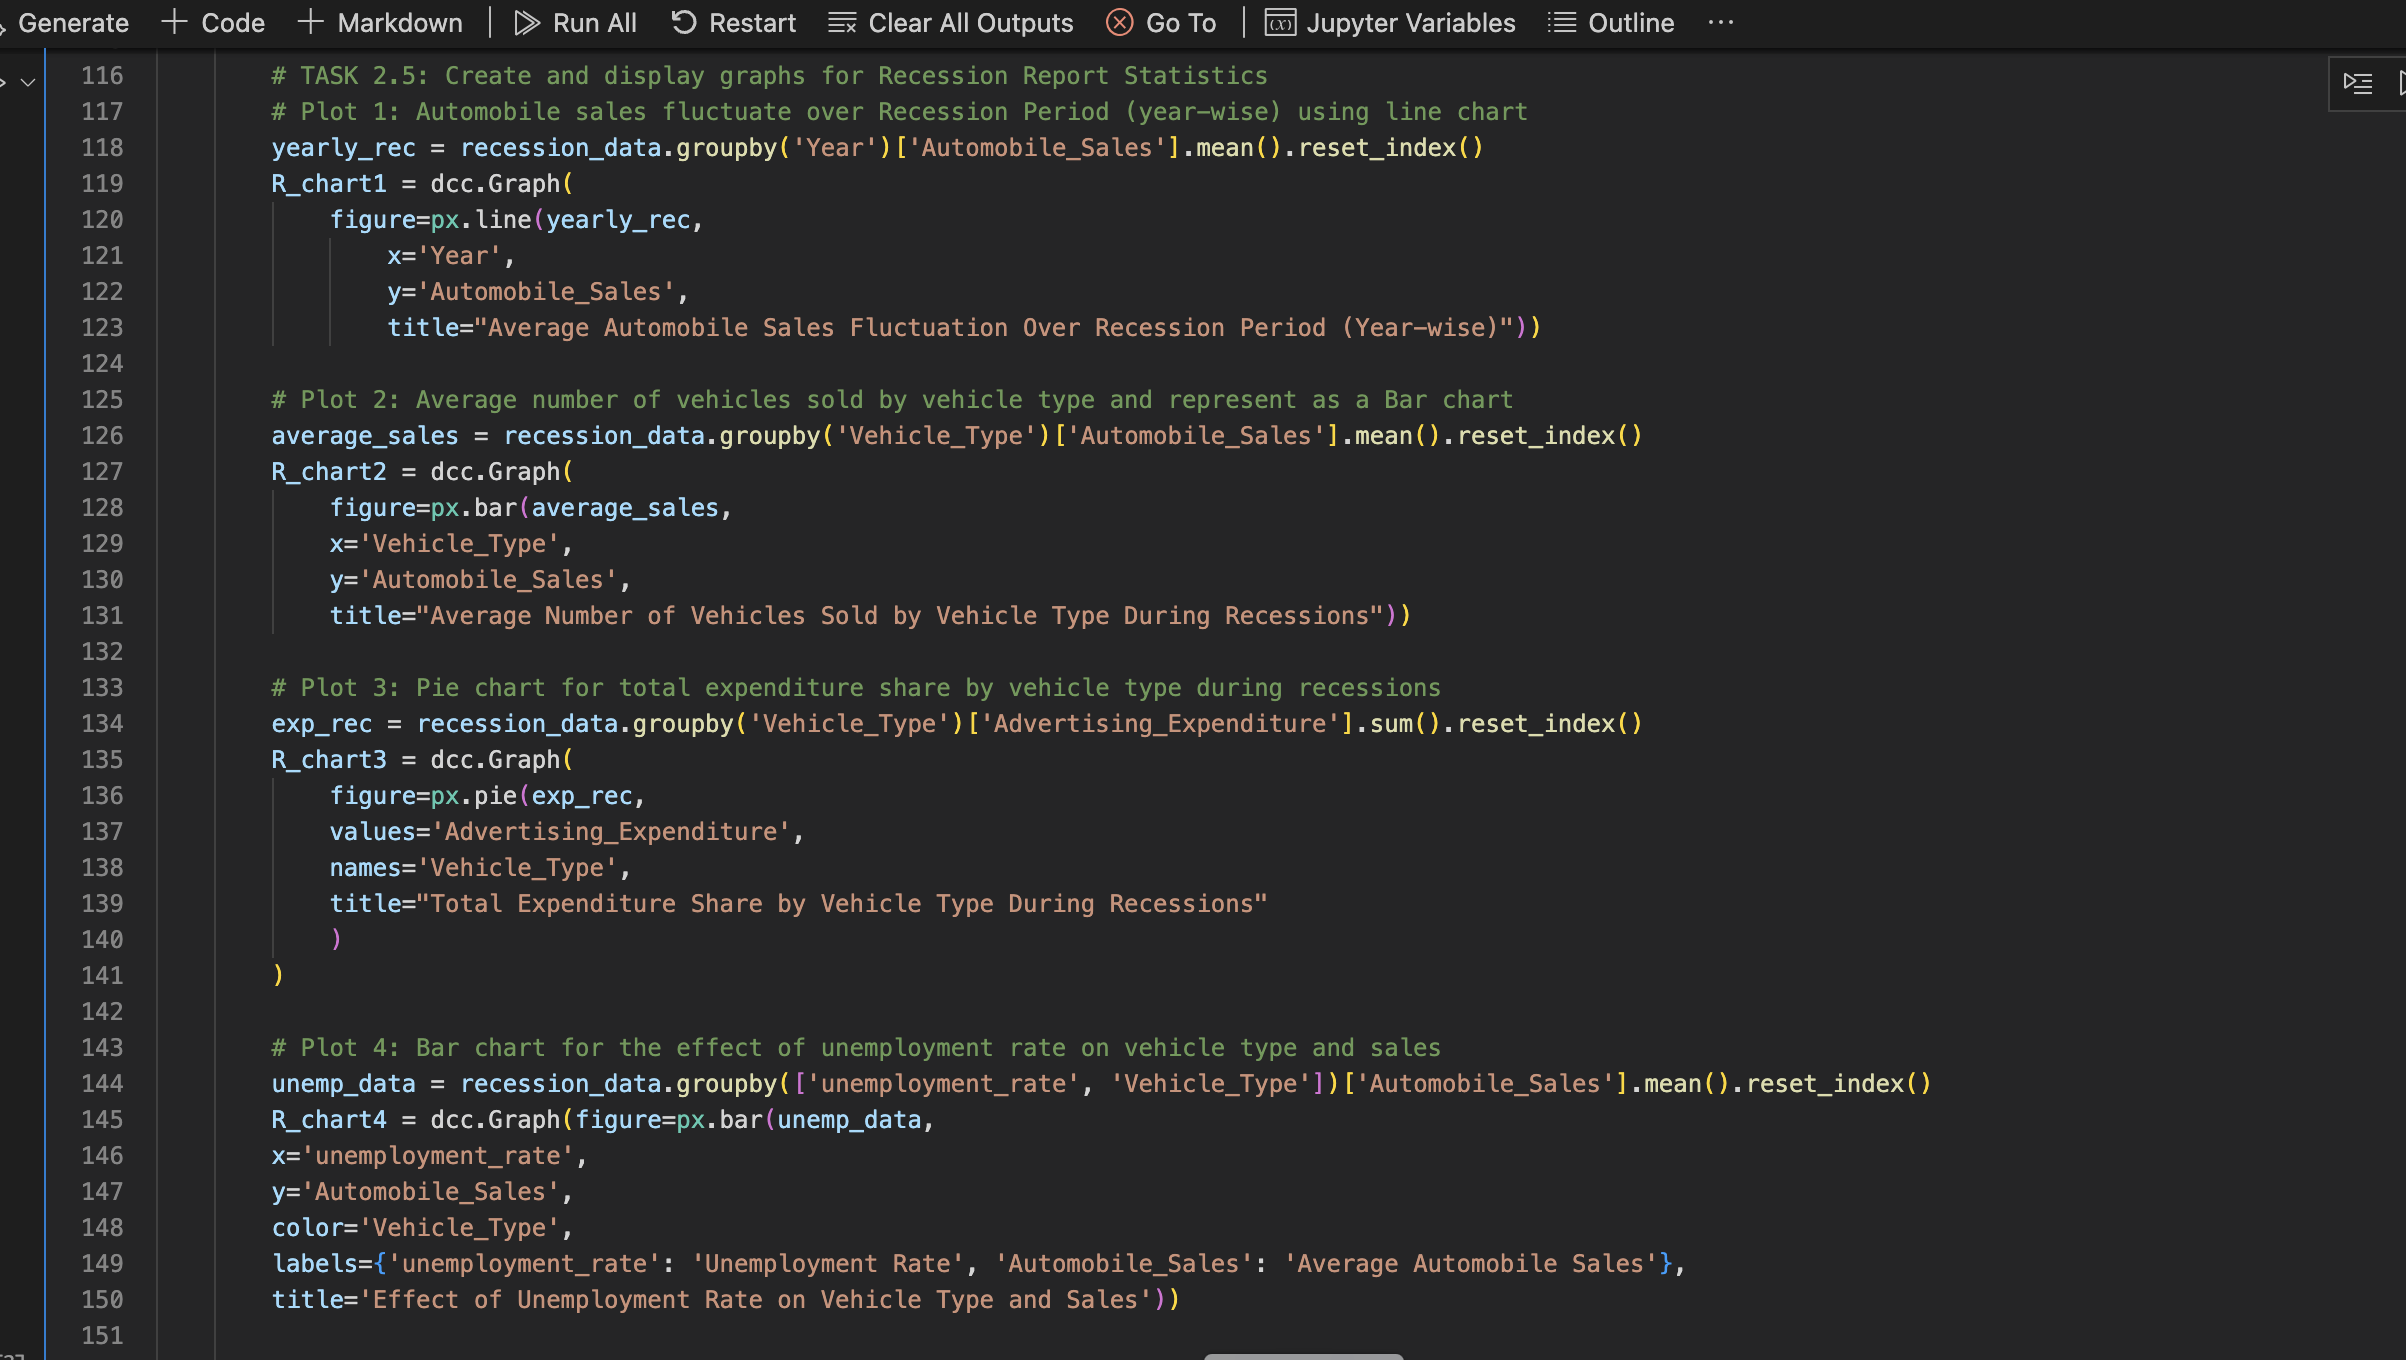 Generate + Code + Markdown Run All Restart Clear All Outputs Go To Jupyter Variables Outline ...
116 # TASK 2.5: Create and display graphs for Recession Report Statistics
117 # Plot 1: Automobile sales fluctuate over Recession Period (year-wise) using line chart
118 yearly_rec = recession_data.groupby('Year')['Automobile_Sales'].mean().reset_index()
119 R_chart1 = dcc.Graph(
120 figure=px.line(yearly_rec,
121 x='Year',
122 y='Automobile_Sales',
123 title="Average Automobile Sales Fluctuation Over Recession Period (Year-wise)"))
124
125 # Plot 2: Average number of vehicles sold by vehicle type and represent as a Bar chart
126 average_sales = recession_data.groupby('Vehicle_Type')['Automobile_Sales'].mean().reset_index()
127 R_chart2 = dcc.Graph(
128 figure=px.bar(average_sales,
129 x='Vehicle_Type',
130 y='Automobile_Sales',
131 title="Average Number of Vehicles Sold by Vehicle Type During Recessions"))
132
133 # Plot 3: Pie chart for total expenditure share by vehicle type during recessions
134 exp_rec = recession_data.groupby('Vehicle_Type')['Advertising_Expenditure'].sum().reset_index()
135 R_chart3 = dcc.Graph(
136 figure=px.pie(exp_rec,
137 values='Advertising_Expenditure',
138 names='Vehicle_Type',
139 title="Total Expenditure Share by Vehicle Type During Recessions"
140 )
141 )
142
143 # Plot 4: Bar chart for the effect of unemployment rate on vehicle type and sales
144 unemp_data = recession_data.groupby(['unemployment_rate', 'Vehicle_Type'])['Automobile_Sales'].mean().reset_index()
145 R_chart4 = dcc.Graph(figure=px.bar(unemp_data,
146 x='unemployment_rate',
147 y='Automobile_Sales',
148 color='Vehicle_Type',
149 labels={'unemployment_rate': 'Unemployment Rate', 'Automobile_Sales': 'Average Automobile Sales'},
150 title='Effect of Unemployment Rate on Vehicle Type and Sales'))
151